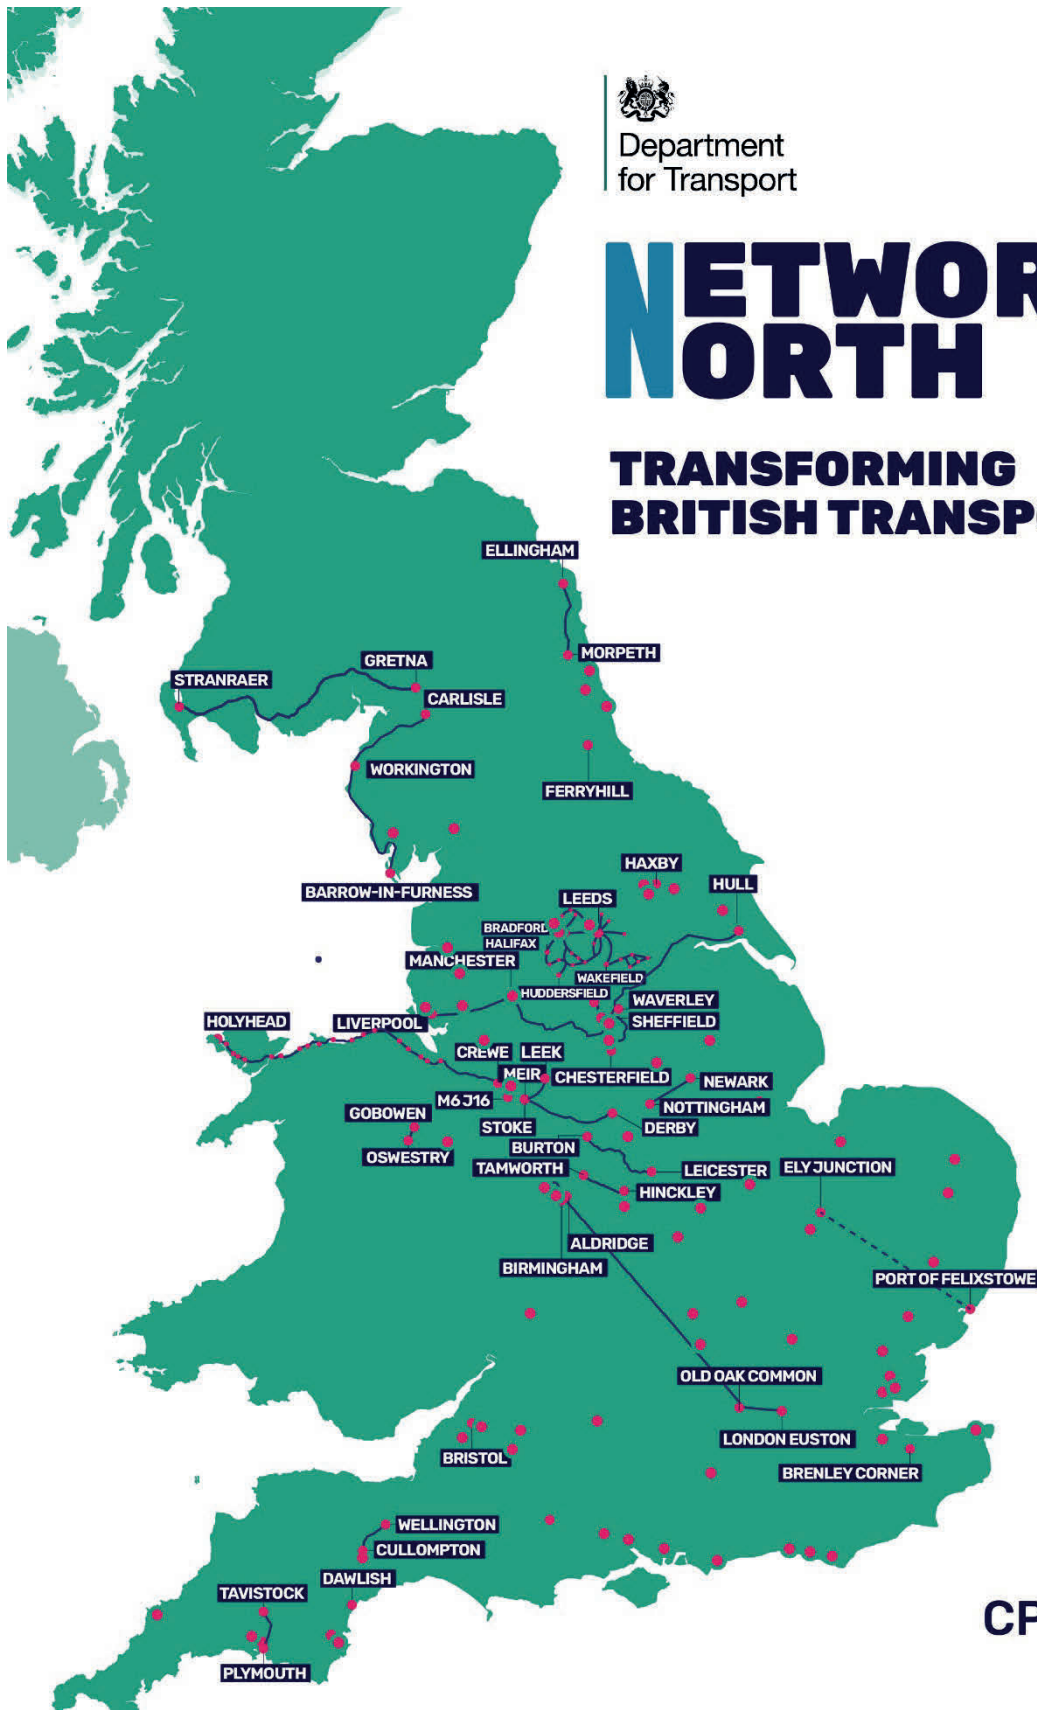 Department
for Transport
NETWOR
NORTH
TRANSFORMING
BRITISH TRANSP
ELLINGHAM
MORPETH
GRETNA
STRANRAER
CARLISLE
WORKINGTON
FERRYHILL
HAXBY
HULL
BARROW-IN-FURNESS
LEEDS
BRADFORD
HALIFAX
MANCHESTER
WAKEFIELD
HUDDERSFIELD
WAVERLEY
HOLYHEAD
LIVERPOOL
SHEFFIELD
CREWE
LEEK
MEIR
CHESTERFIELD
NEWARK
M6 J16
NOTTINGHAM
GOBOWEN
STOKE
DERBY
BURTON
OSWESTRY
TAMWORTH
LEICESTER
ELY JUNCTION
HINCKLEY
ALDRIDGE
BIRMINGHAM
PORT OF FELIXSTOWE
OLD OAK COMMON
LONDON EUSTON
BRISTOL
BRENLEY CORNER
WELLINGTON
CULLOMPTON
DAWLISH
TAVISTOCK
CP
PLYMOUTH